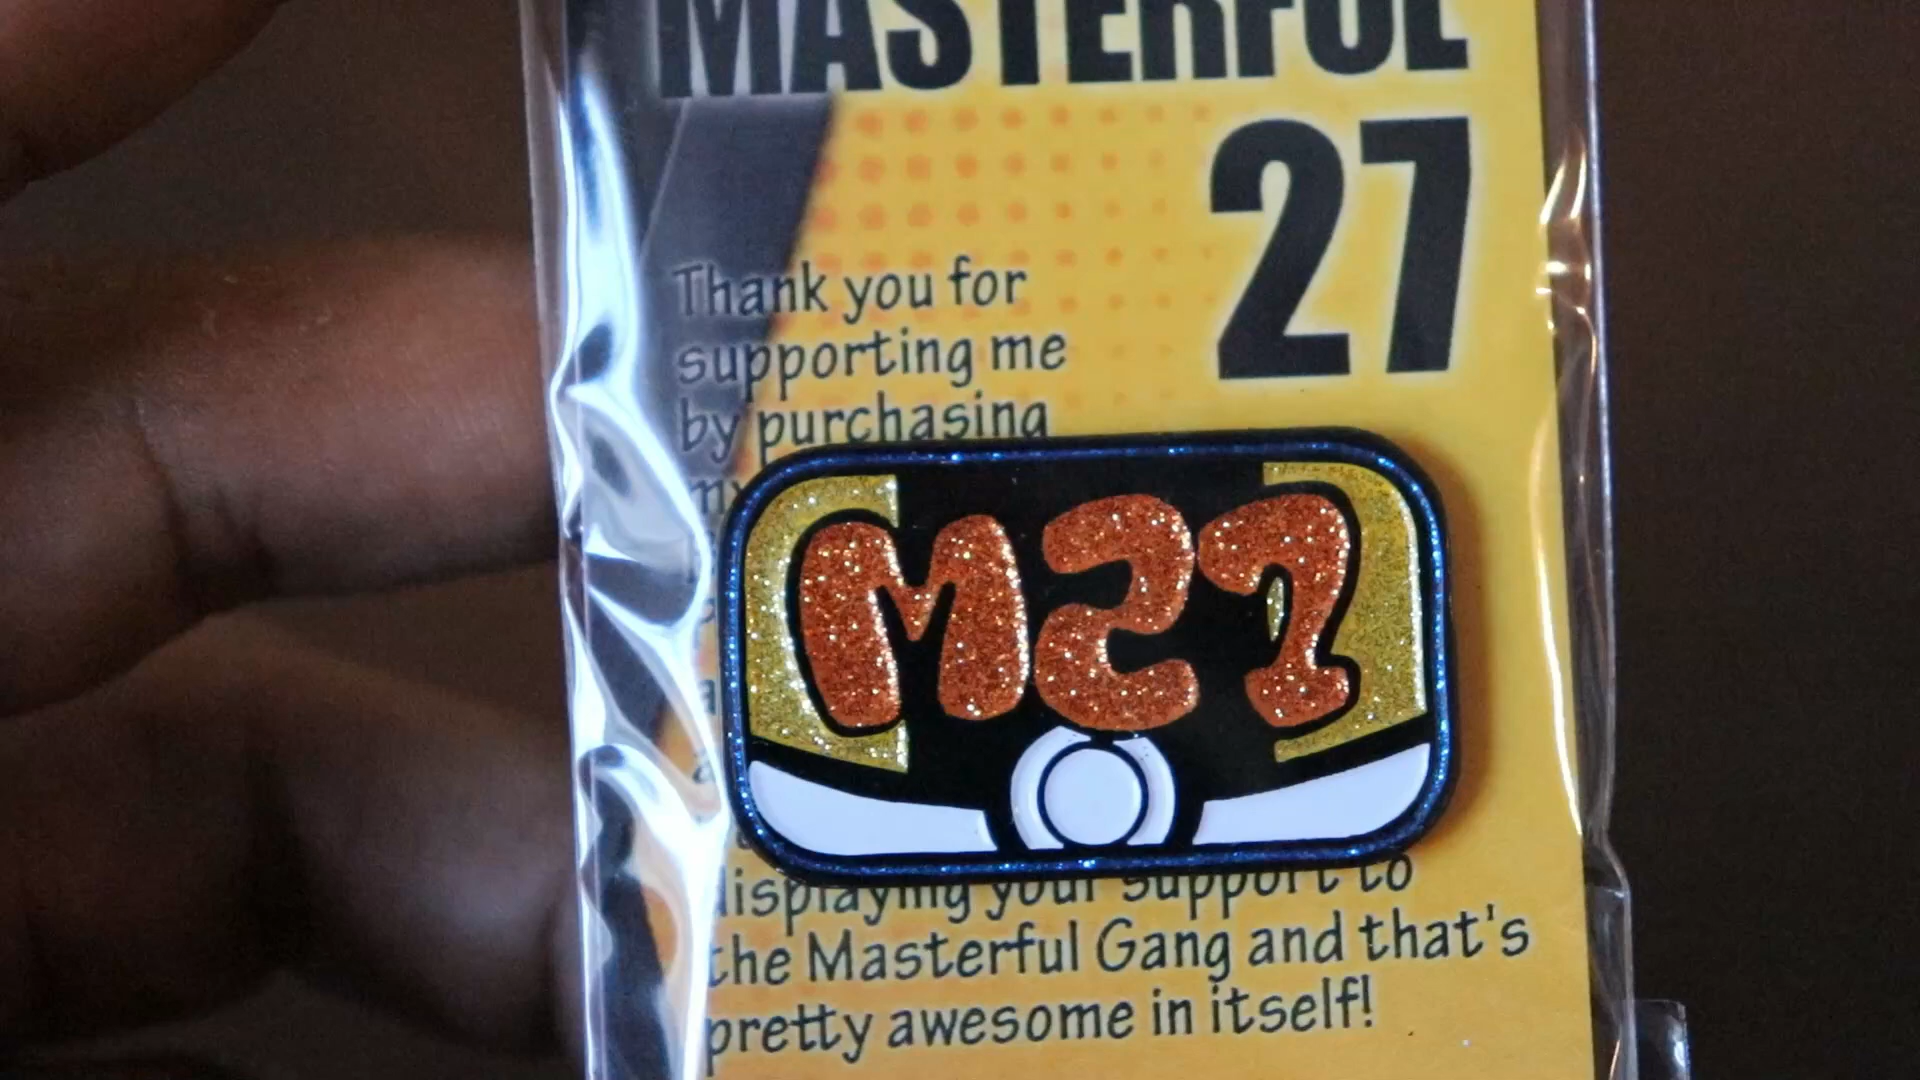 MASTERFUL
27
Thank you for
supporting me
by purchasing
my
M27
displaying your support to
the Masterful Gang and that's
pretty awesome in itself!